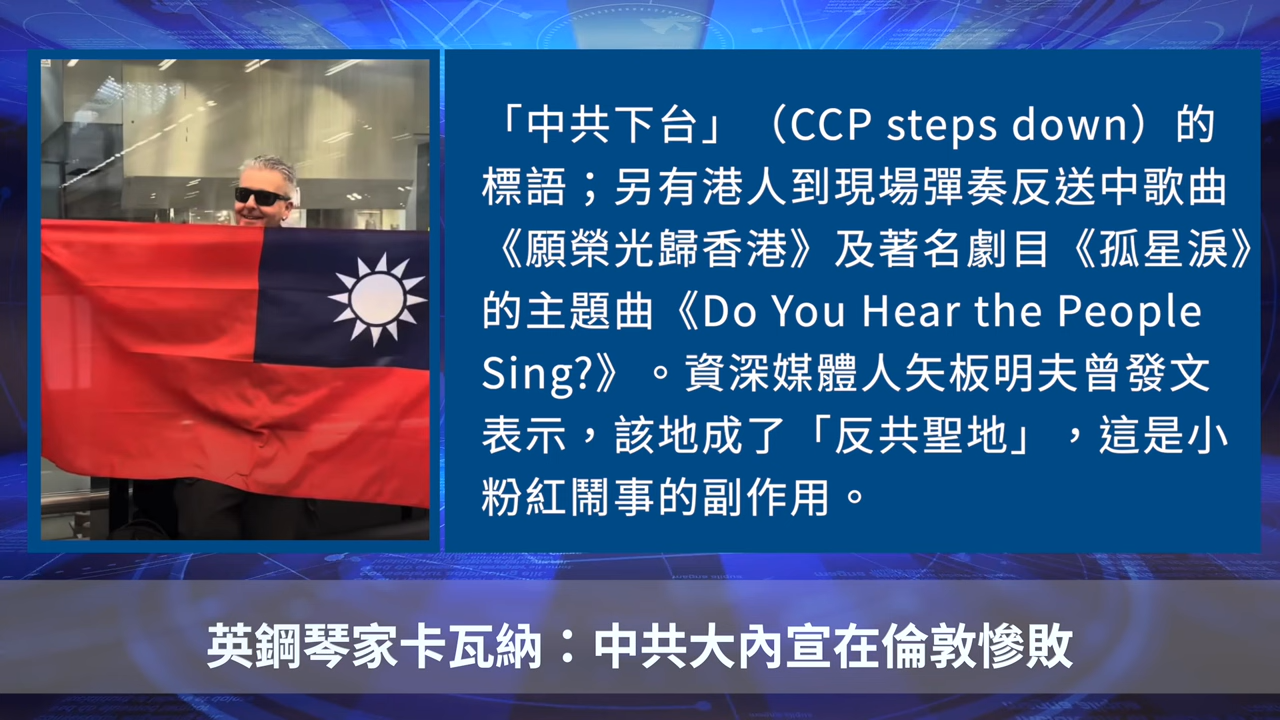 「中共下台」（CCP steps down）的
標語；另有港人到現場彈奏反送中歌曲
《願榮光歸香港》及著名劇目《孤星淚》
的主題曲《Do You Hear the People
Sing?》。資深媒體人矢板明夫曾發文
表示，該地成了「反共聖地」，這是小
粉紅鬧事的副作用。
英鋼琴家卡瓦納：中共大內宣在倫敦慘敗